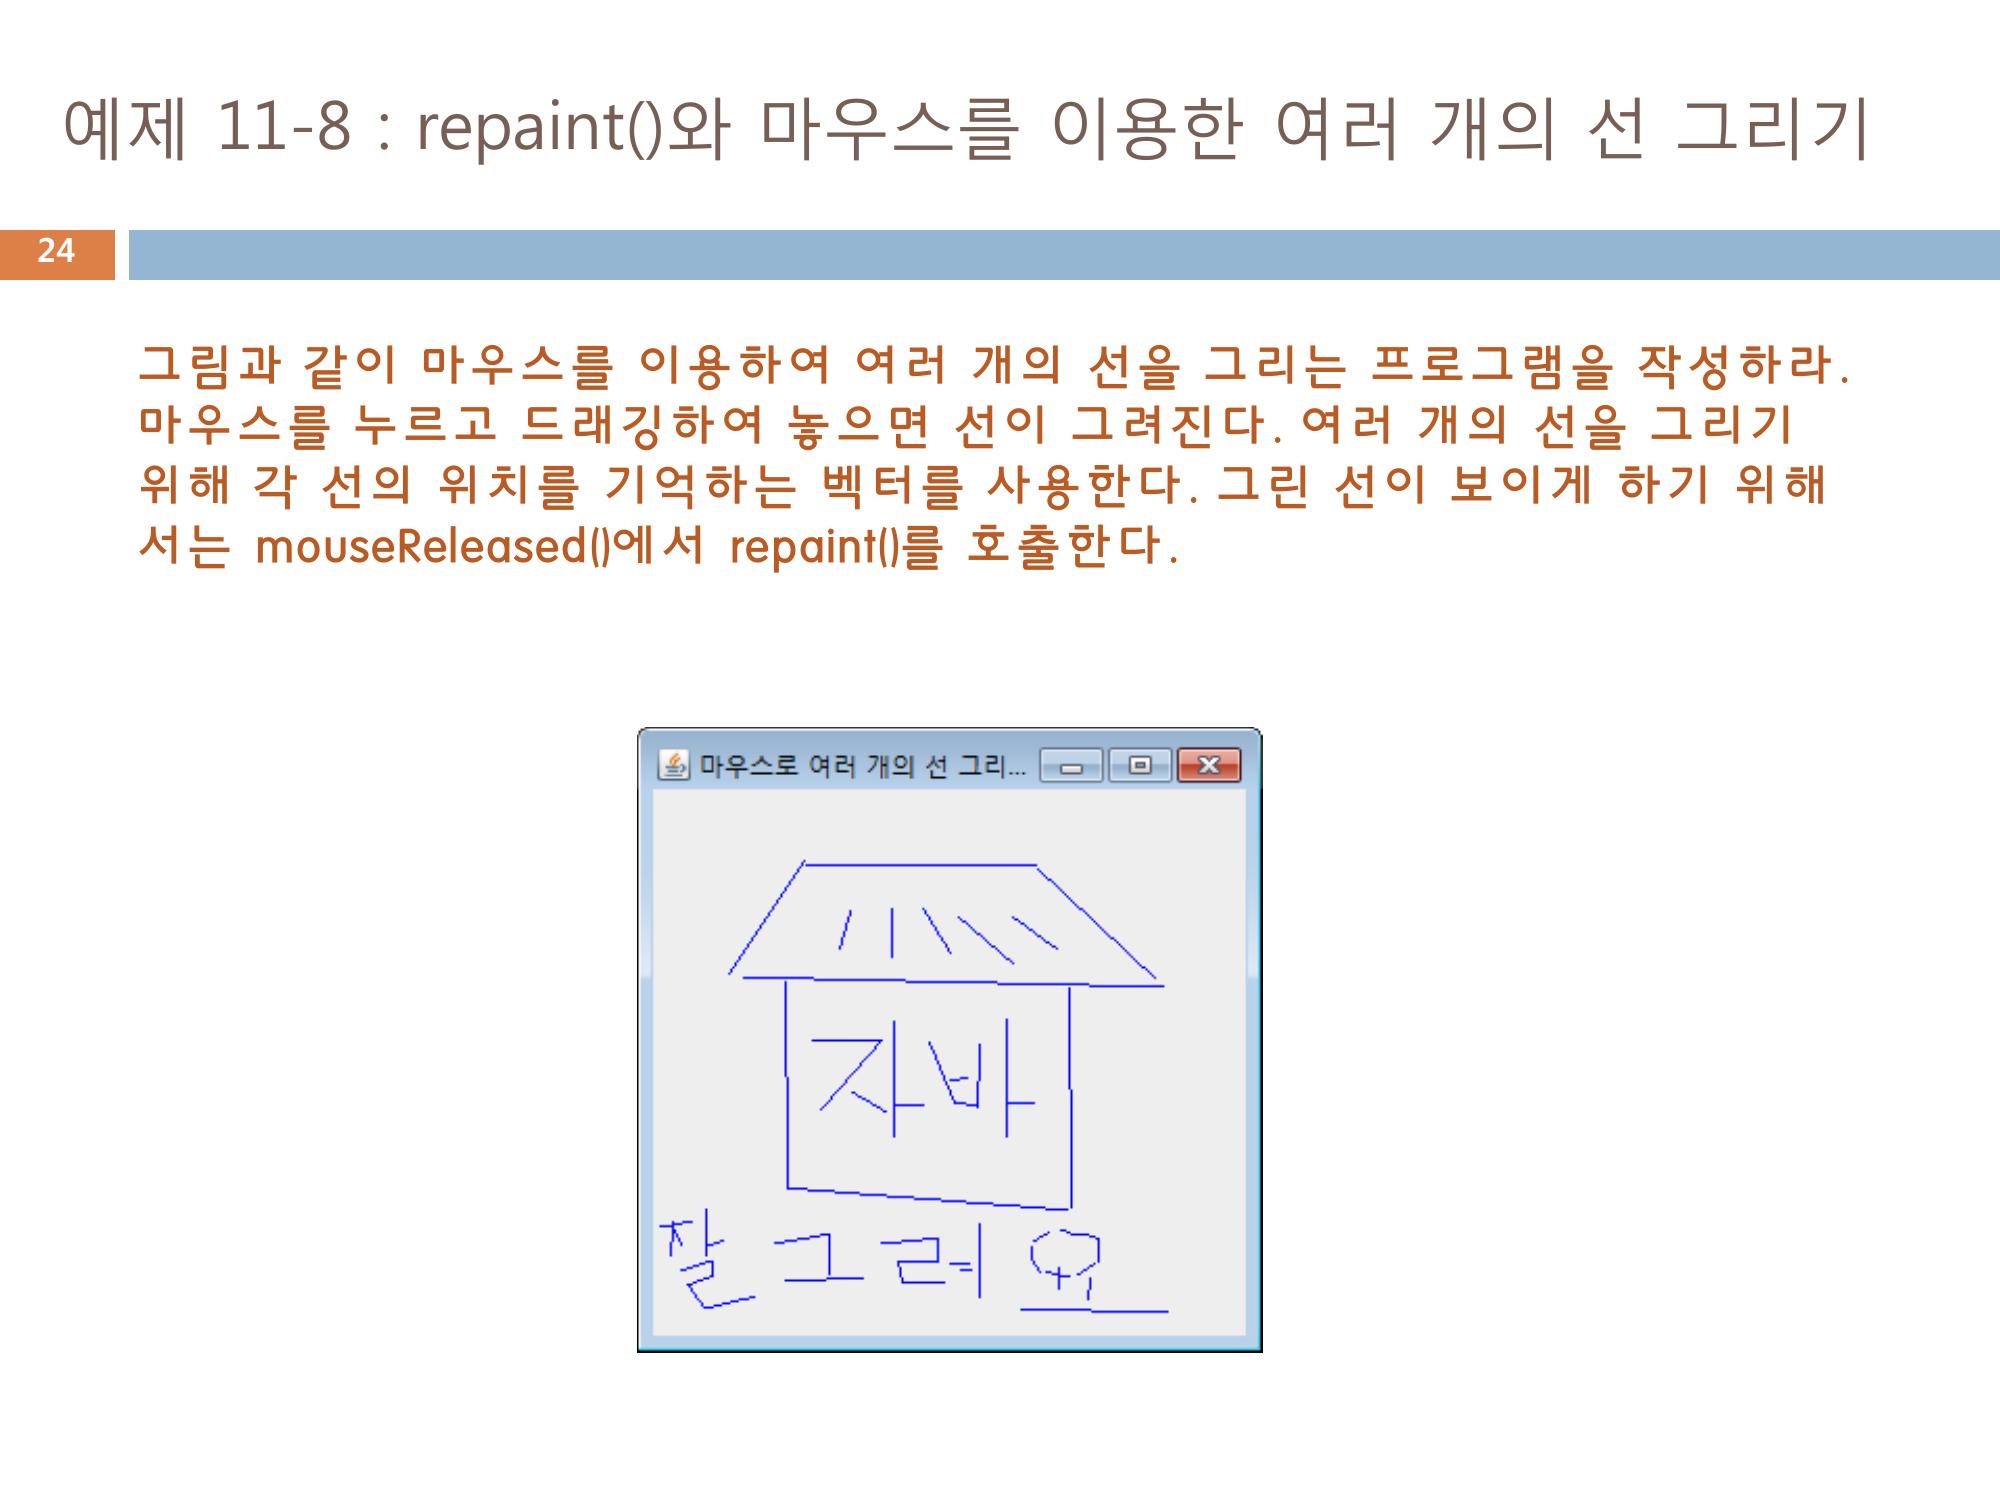 예제 11-8 : repaint()와 마우스를 이용한 여러 개의 선 그리기
24
그림과 같이 마우스를 이용하여 여러 개의 선을 그리는 프로그램을 작성하라.
마우스를 누르고 드래깅하여 놓으면 선이 그려진다. 여러 개의 선을 그리기
위해 각 선의 위치를 기억하는 벡터를 사용한다. 그린 선이 보이게 하기 위해
서는 mouseReleased()에서 repaint()를 호출한다.
마우스로 여러 개의 선 그리...
자바
잘 그레요